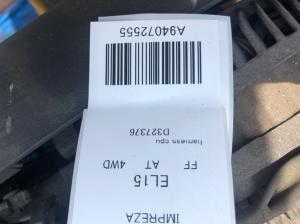 IMPREZA
EL15
FF AT 4WD
harness cpu
D327376
A94072555